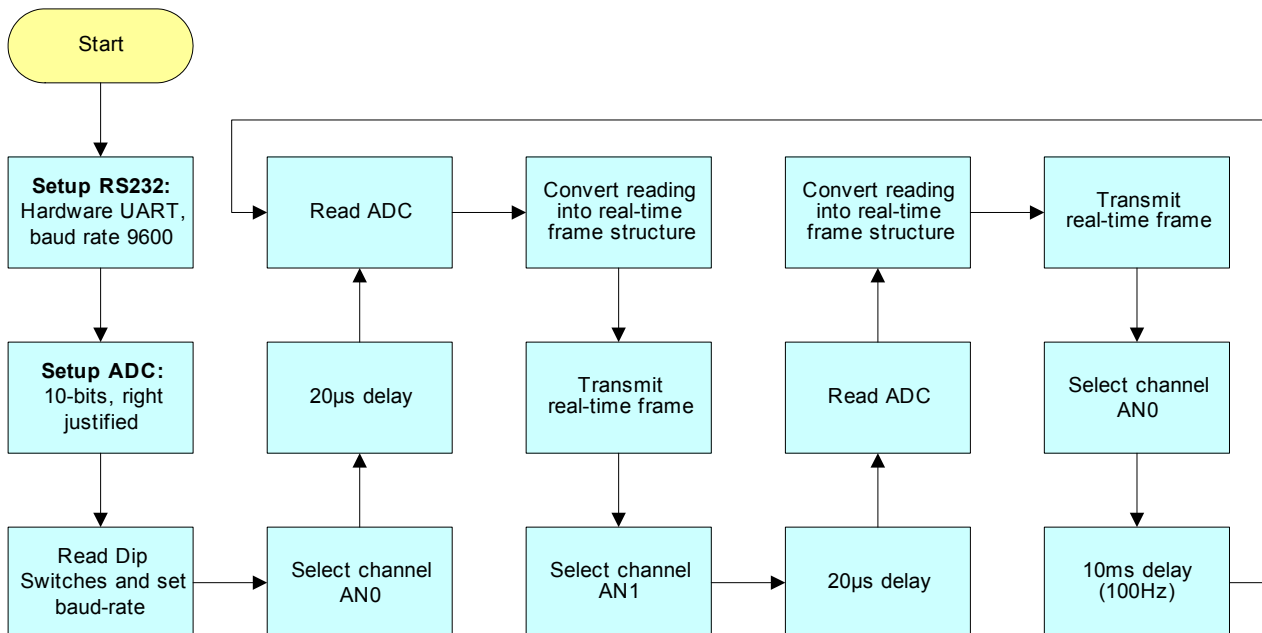 Start
Setup RS232:
Hardware UART,
baud rate 9600
Setup ADC:
10-bits, right
justified
Read Dip
Switches and set
baud-rate
Select channel
AN0
20µs delay
Read ADC
Convert reading
into real-time
frame structure
Transmit
real-time frame
Select channel
AN1
20µs delay
Read ADC
Convert reading
into real-time
frame structure
Transmit
real-time frame
Select channel
AN0
10ms delay
(100Hz)